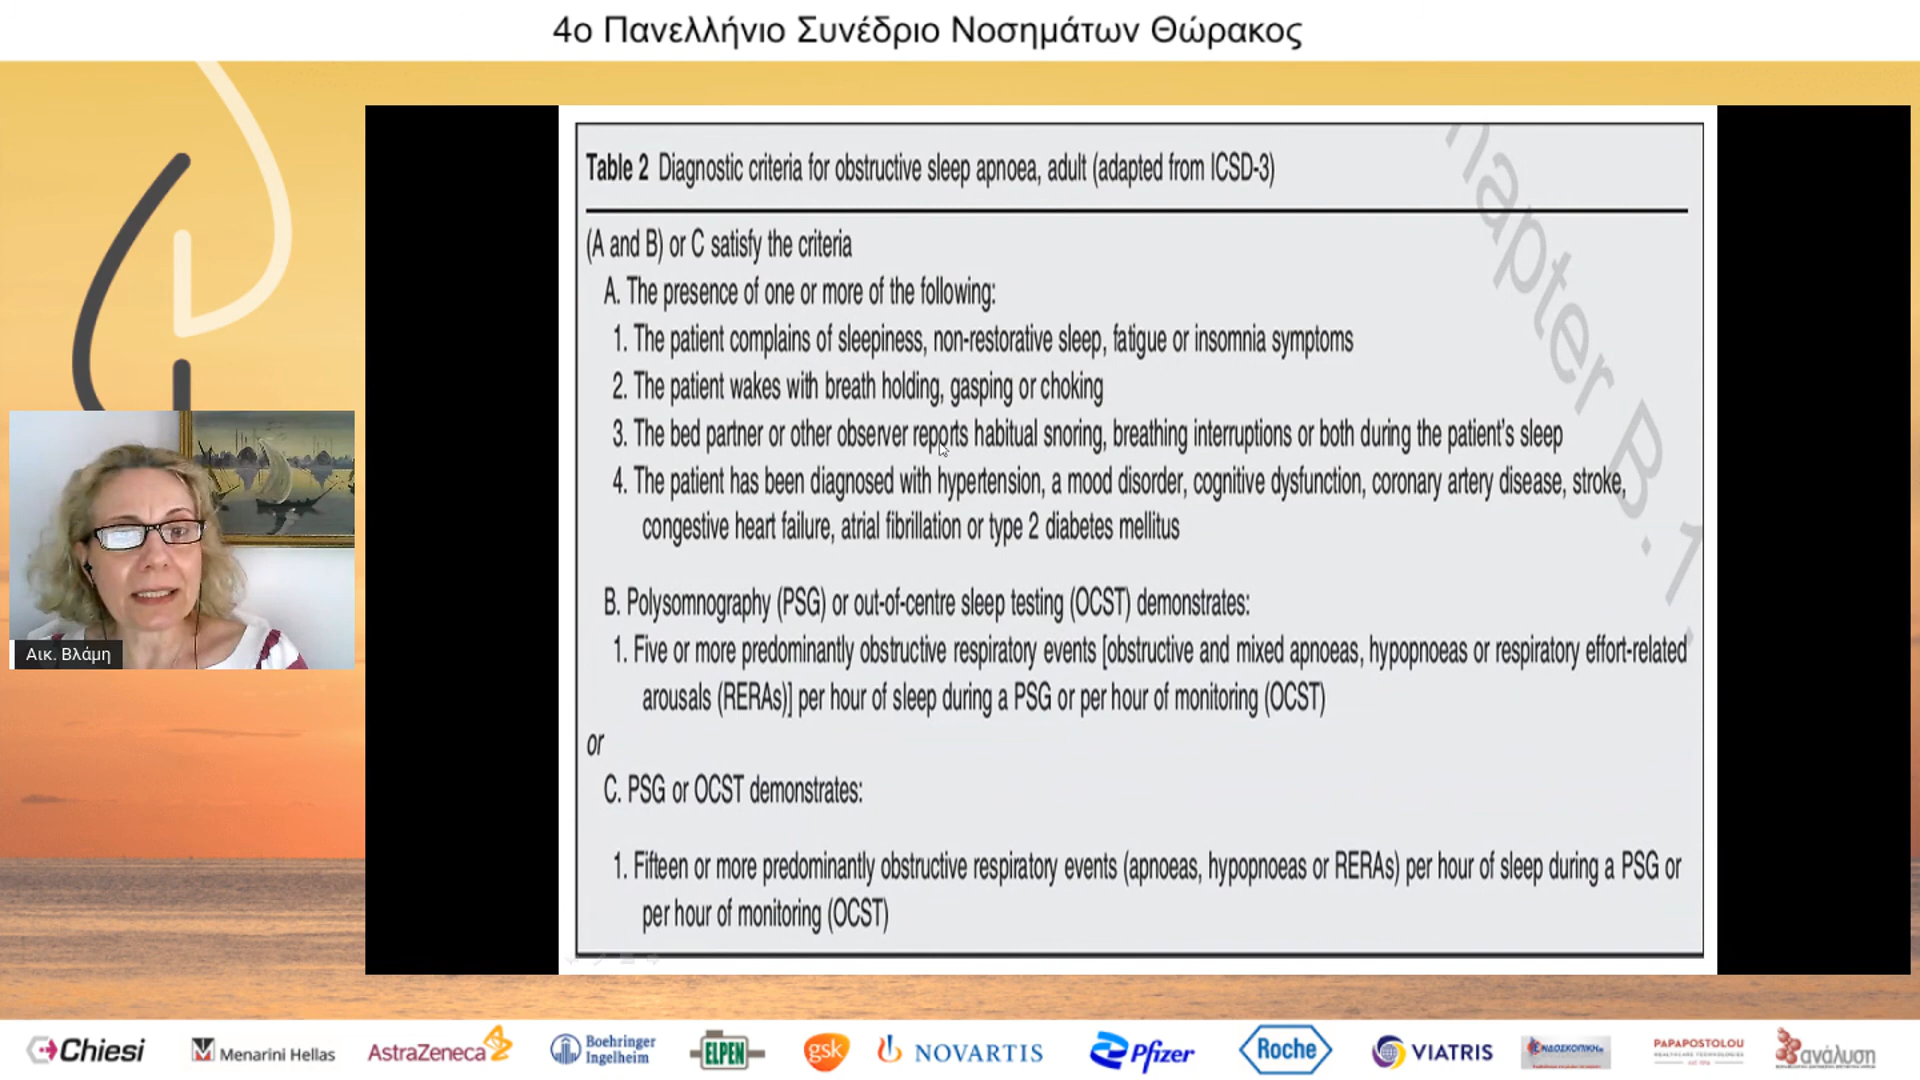 4ο Πανελλήνιο Συνέδριο Νοσημάτων Θώρακος
Table 2 Diagnostic criteria for obstructive sleep apnoea, adult (adapted from ICSD-3)
(A and B) or C satisfy the criteria
A. The presence of one or more of the following:
1. The patient complains of sleepiness, non-restorative sleep, fatigue or insomnia symptoms
2. The patient wakes with breath holding, gasping or choking
3. The bed partner or other observer reports habitual snoring, breathing interruptions or both during the patient's sleep
4. The patient has been diagnosed with hypertension, a mood disorder, cognitive dysfunction, coronary artery disease, stroke,
congestive heart failure, atrial fibrillation or type 2 diabetes mellitus
B. Polysomnography (PSG) or out-of-centre sleep testing (OCST) demonstrates:
1. Five or more predominantly obstructive respiratory events [obstructive and mixed apnoeas, hypopnoeas or respiratory effort-related
arousals (RERAs)] per hour of sleep during a PSG or per hour of monitoring (OCST)
or
C. PSG or OCST demonstrates:
1. Fifteen or more predominantly obstructive respiratory events (apnoeas, hypopnoeas or RERAs) per hour of sleep during a PSG or
per hour of monitoring (OCST)
hapter B.1.
Αικ. Βλάμη
Chiesi
Menarini Hellas
AstraZeneca
Boehringer
Ingelheim
ELPEN
gsk
NOVARTIS
Pfizer
Roche
VIATRIS
ΕΝΔΟΣΚΟΠΙΚΗ
PAPAPOSTOLOU
ανάλυση